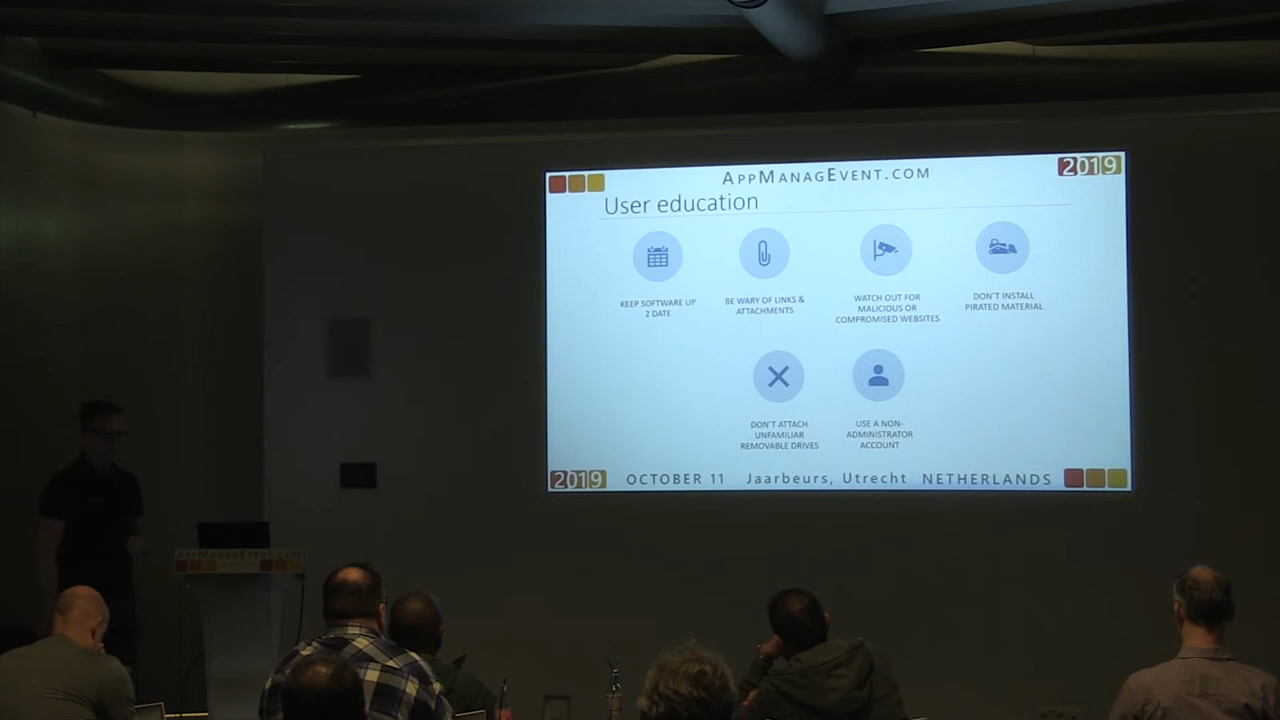 APPMANAGEVENT.COM
2019
User education
KEEP SOFTWARE UP
2 DATE
BE WARY OF LINKS &
ATTACHMENTS
WATCH OUT FOR
MALICIOUS OR
COMPROMISED WEBSITES
DON'T INSTALL
PIRATED MATERIAL
DON'T ATTACH
UNFAMILIAR
REMOVABLE DRIVES
USE A NON-
ADMINISTRATOR
ACCOUNT
2019 OCTOBER 11 Jaarbeurs, Utrecht NETHERLANDS
APPMANAGEVENT.COM